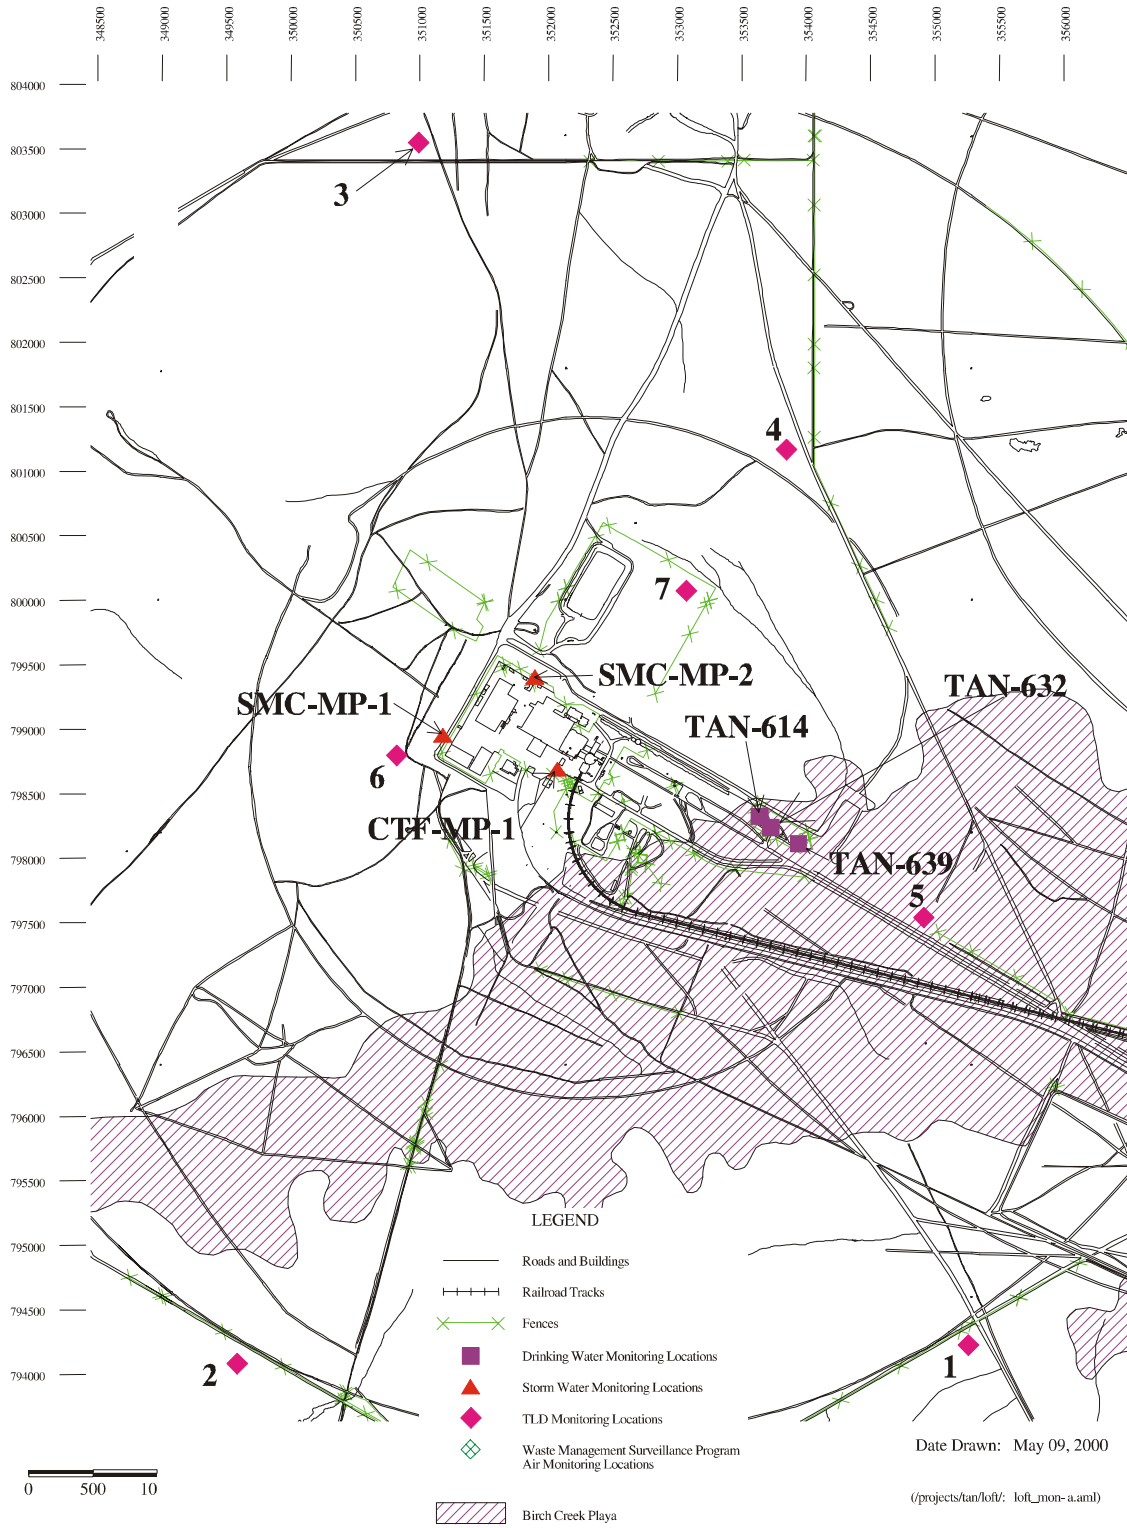 348500 349000 349500 350000 350500 351000 351500 352000 352500 353000 353500 354000 354500 355000 355500 356000
804000
803500
3
803000
802500
802000
801500
4
801000
800500
800000
7
799500
SMC-MP-2
TAN-632
SMC-MP-1
799000
TAN-614
6
798500
CTF-MP-1
798000
TAN-639
5
797500
797000
796500
796000
795500
LEGEND
795000
Roads and Buildings
794500
Railroad Tracks
Fences
2
794000
1
Drinking Water Monitoring Locations
Storm Water Monitoring Locations
TLD Monitoring Locations
Waste Management Surveillance Program
Air Monitoring Locations
Date Drawn: May 09, 2000
0 500 10
(/projects/tan/loft/: loft_mon-a.aml)
Birch Creek Playa